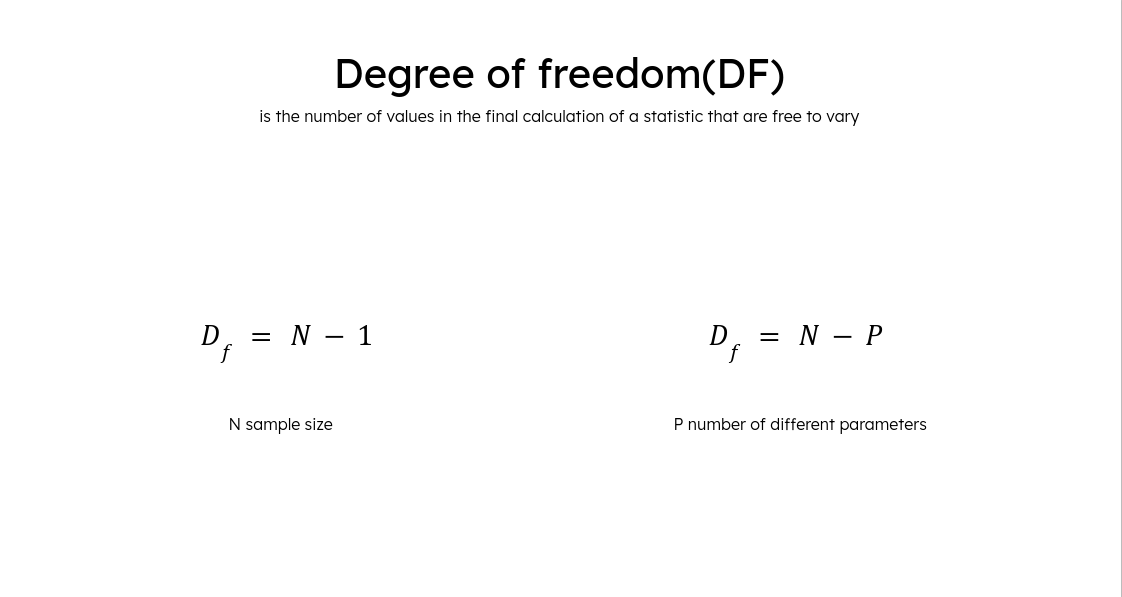 Degree of freedom(DF)
is the number of values in the final calculation of a statistic that are free to vary
D_f = N − 1
D_f = N − P
N sample size
P number of different parameters